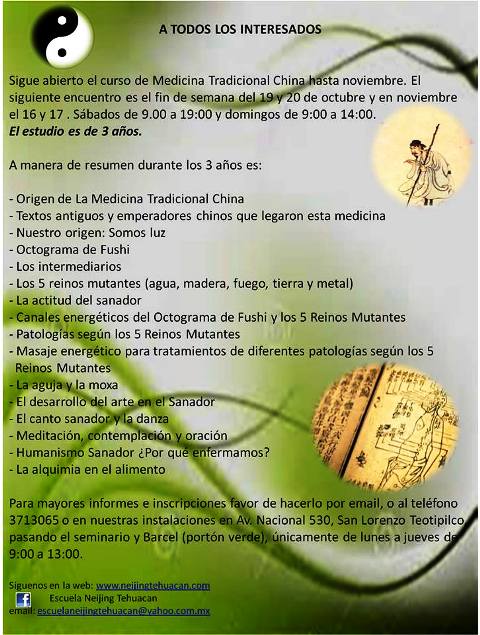 A TODOS LOS INTERESADOS
Sigue abierto el curso de Medicina Tradicional China hasta noviembre. El
siguiente encuentro es el fin de semana del 19 y 20 de octubre y en noviembre
el 16 y 17 . Sábados de 9.00 a 19:00 y domingos de 9:00 a 14:00.
El estudio es de 3 años.
A manera de resumen durante los 3 años es:
- Origen de La Medicina Tradicional China
- Textos antiguos y emperadores chinos que legaron esta medicina
- Nuestro origen: Somos luz
- Octograma de Fushi
- Los intermediarios
- Los 5 reinos mutantes (agua, madera, fuego, tierra y metal)
- La actitud del sanador
- Canales energéticos del Octograma de Fushi y los 5 Reinos Mutantes
- Patologías según los 5 Reinos Mutantes
- Masaje energético para tratamientos de diferentes patologías según los 5
Reinos Mutantes
- La aguja y la moxa
- El desarrollo del arte en el Sanador
- El canto sanador y la danza
- Meditación, contemplación y oración
- Humanismo Sanador ¿Por qué enfermamos?
- La alquimia en el alimento
Para mayores informes e inscripciones favor de hacerlo por email, o al teléfono
3713065 o en nuestras instalaciones en Av. Nacional 530, San Lorenzo Teotipilco
pasando el seminario y Barcel (portón verde), únicamente de lunes a jueves de
9:00 a 13:00.
Siguenos en la web: www.neijingtehuacan.com
f Escuela Neijing Tehuacan
email: escuelaneijingtehuacan@yahoo.com.mx